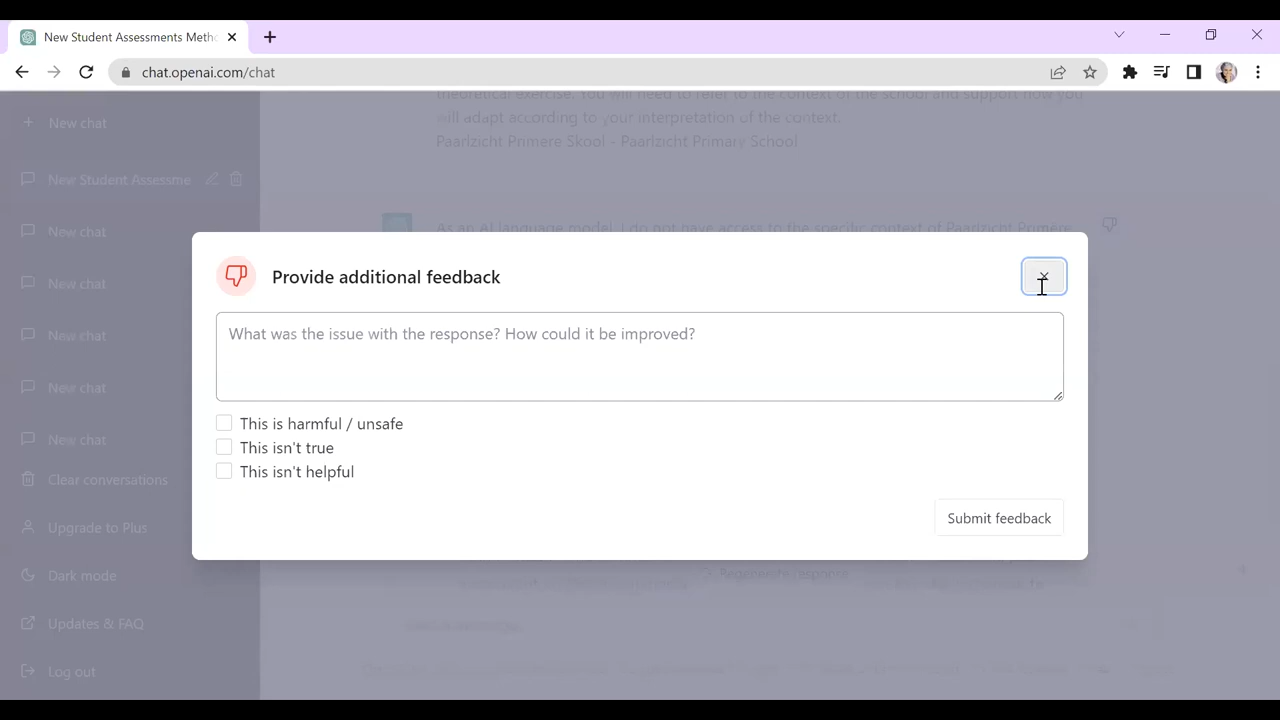 New Student Assessments Metho
chat.openai.com/chat
New chat
New Student Assessme
New chat
New chat
New chat
New chat
New chat
Clear conversations
Upgrade to Plus
Dark mode
Updates & FAQ
Log out
theoretical exercise. You will need to refer to the context of the school and support how you
will adapt according to your interpretation of the context.
Paarlzicht Primere Skool - Paarlzicht Primary School
As an AI language model, I do not have access to the specific context of Paarlzicht Primere
Provide additional feedback
What was the issue with the response? How could it be improved?
This is harmful / unsafe
This isn't true
This isn't helpful
Submit feedback
Regenerate response